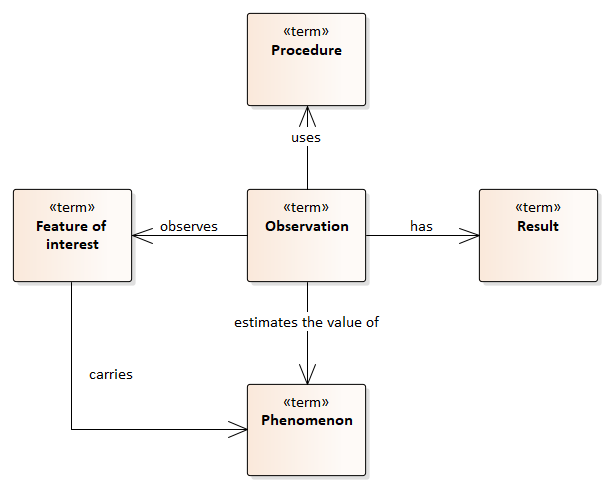 «term»
Procedure
uses
«term»
Feature of
interest
observes
«term»
Observation
has
«term»
Result
estimates the value of
carries
«term»
Phenomenon